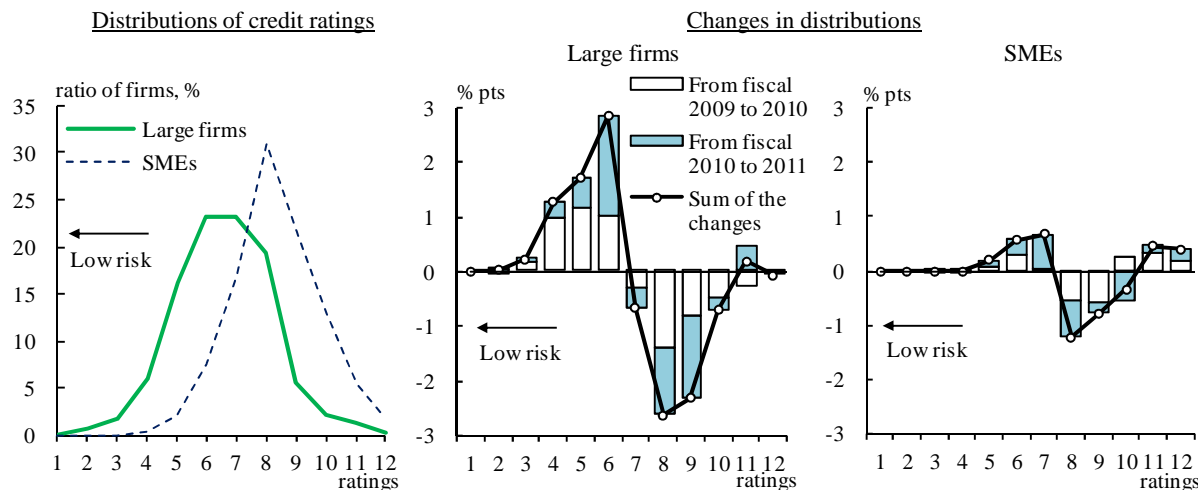 Distributions of credit ratings
Changes in distributions
ratio of firms, %
35
30
25
20
15
10
5
0
Large firms
SMEs
Low risk
1 2 3 4 5 6 7 8 9 10 11 12
ratings
Large firms
% pts
3
2
1
0
-1
-2
-3
From fiscal
2009 to 2010
From fiscal
2010 to 2011
Sum of the
changes
Low risk
1 2 3 4 5 6 7 8 9 10 11 12
ratings
SMEs
% pts
3
2
1
0
-1
-2
-3
Low risk
1 2 3 4 5 6 7 8 9 10 11 12
ratings